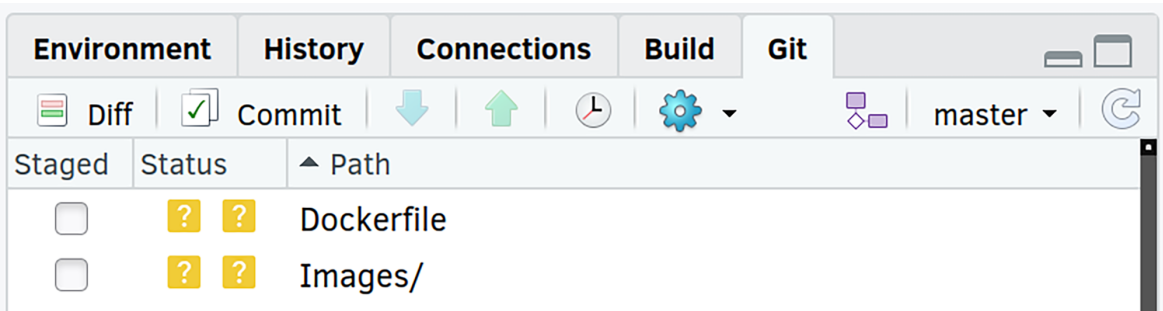 Environment History Connections Build Git
Diff Commit master
Staged Status Path
? ? Dockerfile
? ? Images/